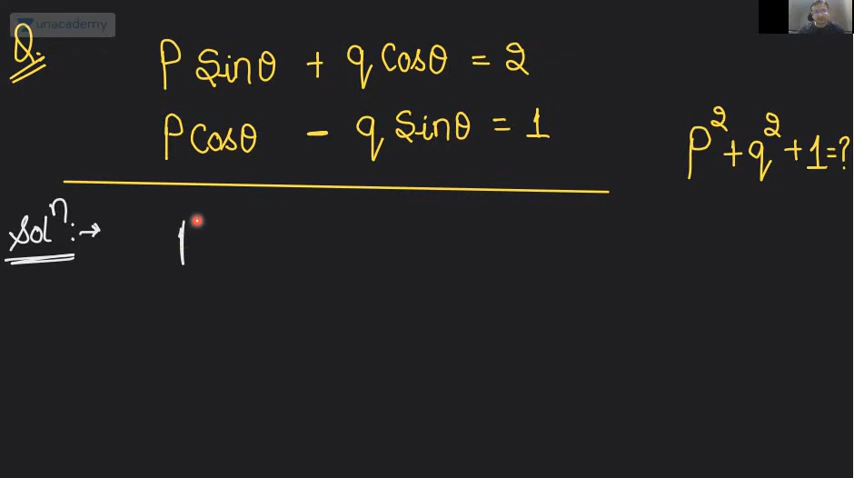 unacademy
Q. P Sinθ + q Cosθ = 2
P Cosθ - q Sinθ = 1
P² + q² + 1 = ?
Solⁿ :→